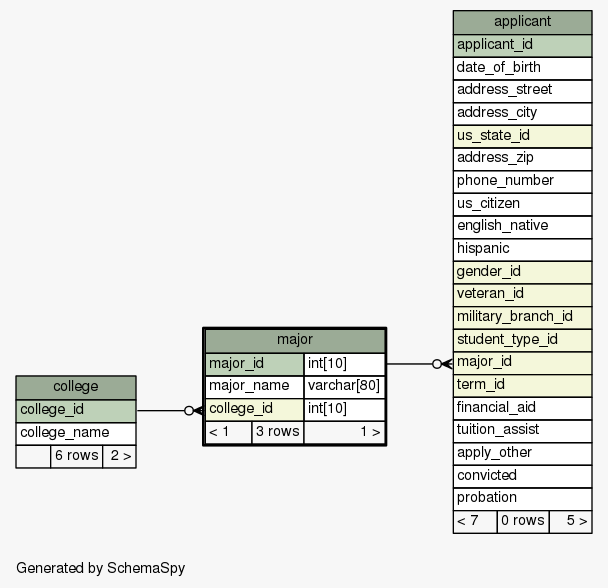 applicant
applicant_id
date_of_birth
address_street
address_city
us_state_id
address_zip
phone_number
us_citizen
english_native
hispanic
gender_id
veteran_id
military_branch_id
student_type_id
major_id
term_id
financial_aid
tuition_assist
apply_other
convicted
probation
< 7 0 rows 5 >
major
major_id int[10]
major_name varchar[80]
college_id int[10]
< 1 3 rows 1 >
college
college_id
college_name
6 rows 2 >
Generated by SchemaSpy